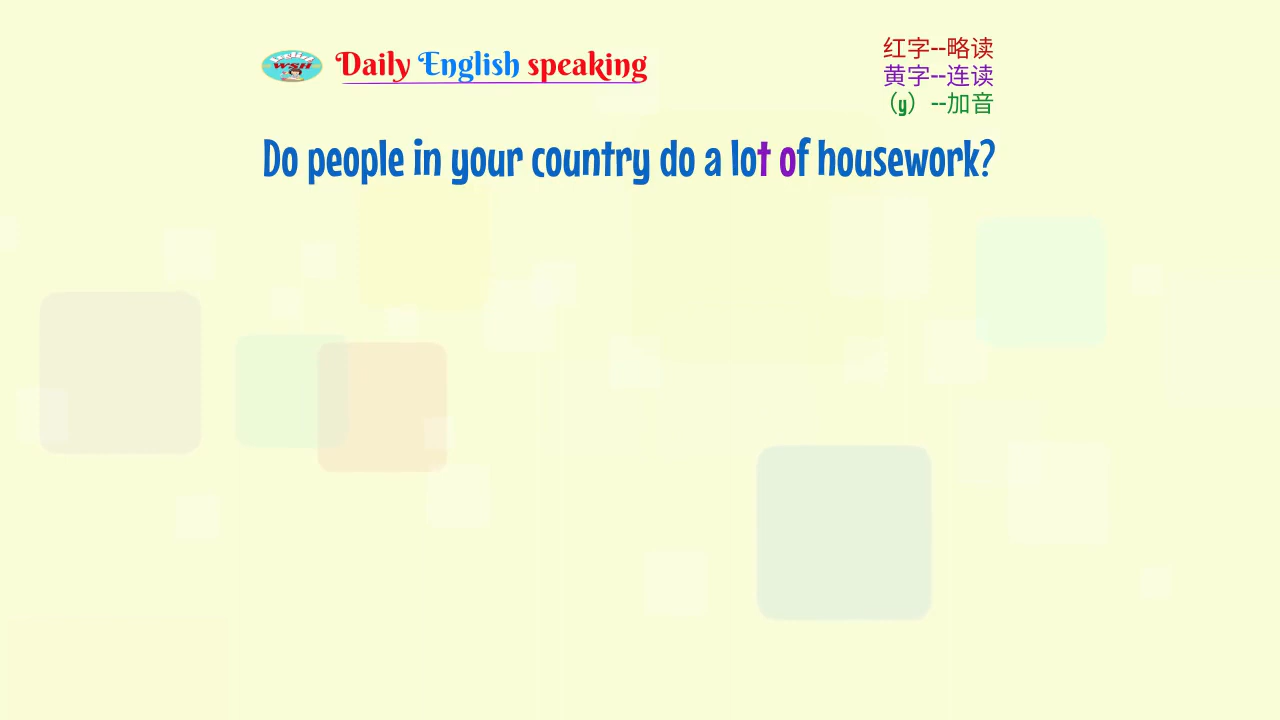 WSH
Daily English speaking
红字--略读
黄字--连读
（y）--加音
Do people in your country do a lot of housework?